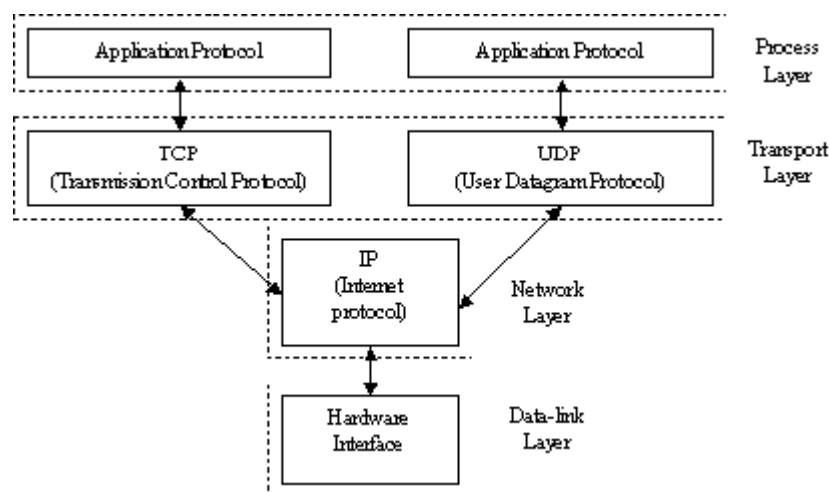 Application Protocol
Application Protocol
Process
Layer
TCP
(Transmission Control Protocol)
UDP
(User Datagram Protocol)
Transport
Layer
IP
(Internet
protocol)
Network
Layer
Hardware
Interface
Data-link
Layer